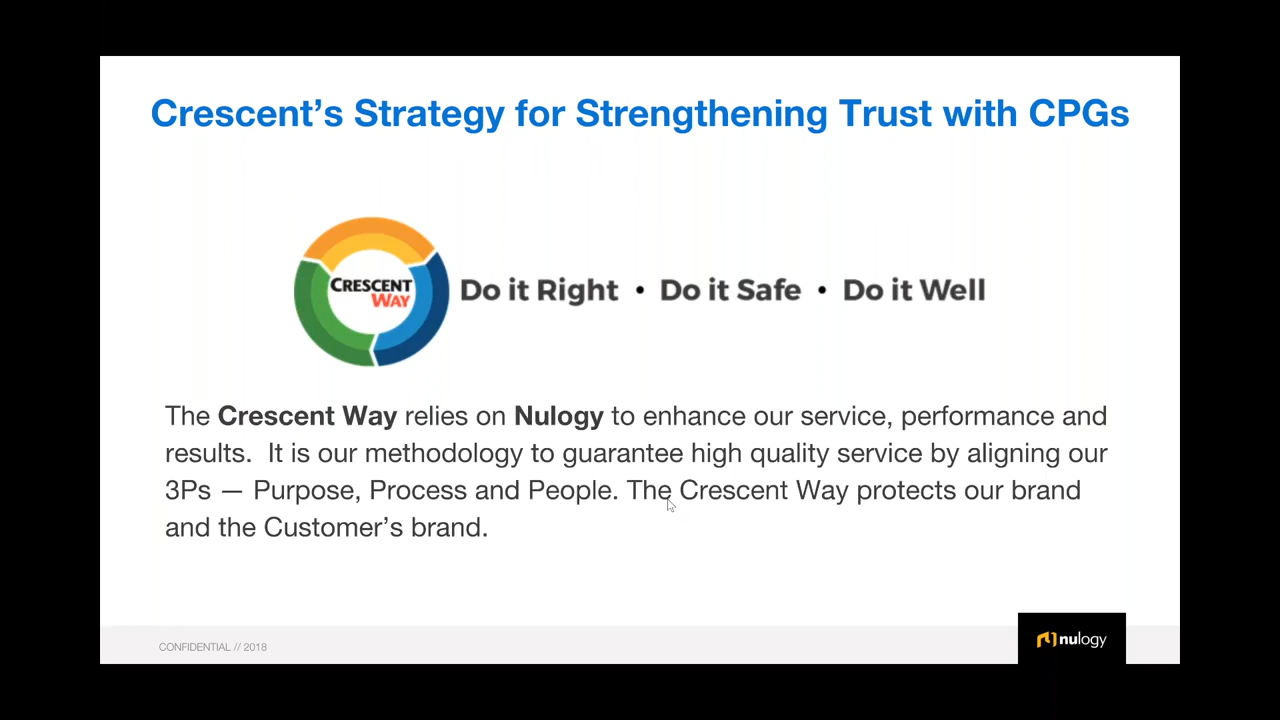 Crescent’s Strategy for Strengthening Trust with CPGs
CRESCENT
WAY
Do it Right • Do it Safe • Do it Well
The Crescent Way relies on Nulogy to enhance our service, performance and
results.  It is our methodology to guarantee high quality service by aligning our
3Ps — Purpose, Process and People. The Crescent Way protects our brand
and the Customer’s brand.
CONFIDENTIAL // 2018
nulogy